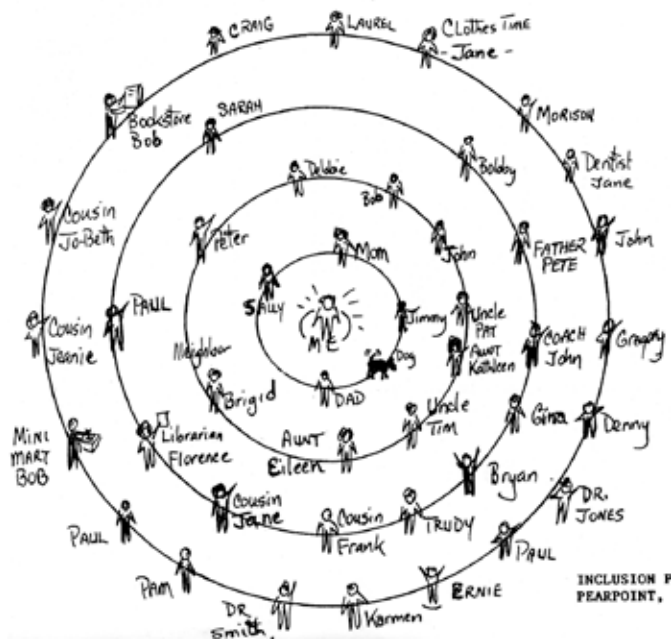 CRAIG
LAUREL
Clothes Time
- Jane -
Bookstore
Bob
SARAH
MORISON
Debbie
Bob
Bobby
Dentist
Jane
Cousin
Jo-Beth
Peter
Mom
John
FATHER
PETE
John
SALLY
PAUL
ME
Jimmy
Uncle
PAT
COACH
John
Gregory
Cousin
Jeanie
Neighbor
Brigid
Dog
AUNT
Kathleen
DAD
MINI
MART
BOB
Librarian
Florence
AUNT
Eileen
Uncle
Tim
Gina
Denny
Cousin
Jane
Cousin
Frank
TRUDY
Bryan
DR.
JONES
PAUL
PAUL
PAM
DR.
Smith
Karmen
ERNIE
INCLUSION P
PEARPOINT,